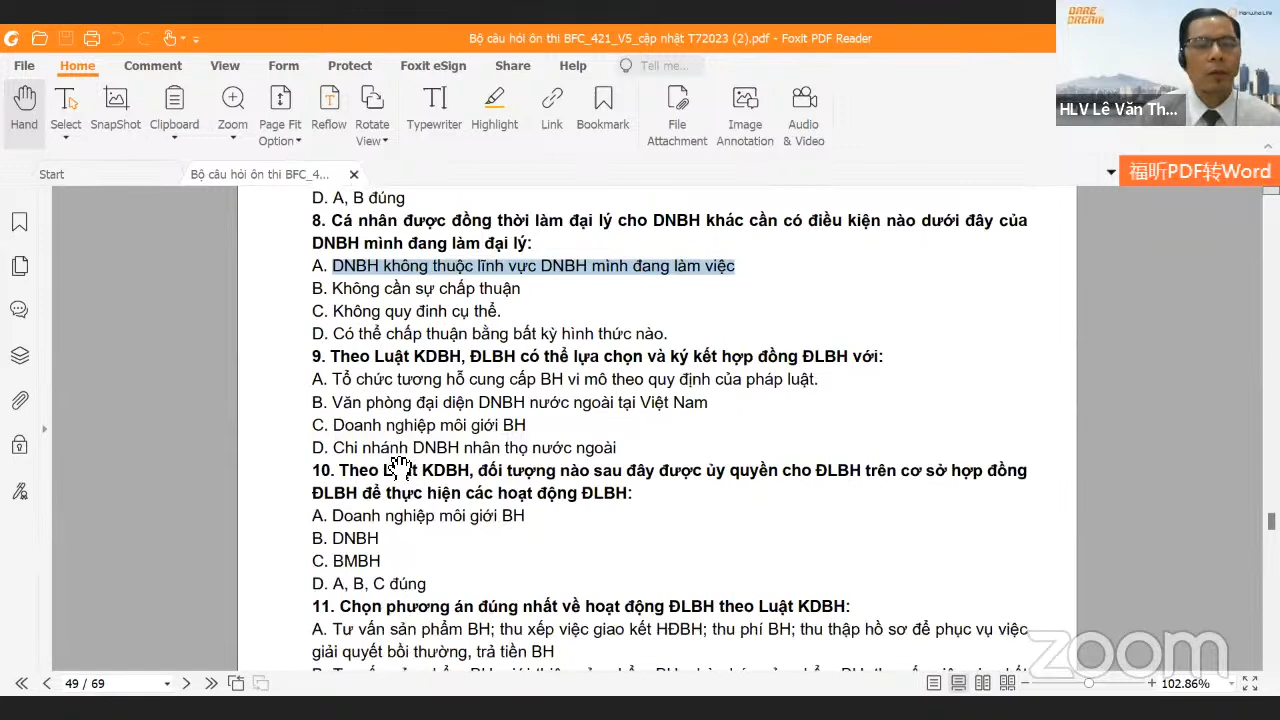 DARE DREAM
Hanwha Life
Bộ câu hỏi ôn thi BFC_421_V5_cập nhật T72023 (2).pdf - Foxit PDF Reader
File Home Comment View Form Protect Foxit eSign Share Help Tell me...
HLV Lê Văn Th...
Hand Select SnapShot Clipboard Zoom Page Fit Option Reflow Rotate View Typewriter Highlight Link Bookmark File Attachment Image Annotation Audio & Video
Start Bộ câu hỏi ôn thi BFC_4...
福昕PDF转Word
D. A, B đúng
8. Cá nhân được đồng thời làm đại lý cho DNBH khác cần có điều kiện nào dưới đây của
DNBH mình đang làm đại lý:
A. DNBH không thuộc lĩnh vực DNBH mình đang làm việc
B. Không cần sự chấp thuận
C. Không quy đinh cụ thể.
D. Có thể chấp thuận bằng bất kỳ hình thức nào.
9. Theo Luật KDBH, ĐLBH có thể lựa chọn và ký kết hợp đồng ĐLBH với:
A. Tổ chức tương hỗ cung cấp BH vi mô theo quy định của pháp luật.
B. Văn phòng đại diện DNBH nước ngoài tại Việt Nam
C. Doanh nghiệp môi giới BH
D. Chi nhánh DNBH nhân thọ nước ngoài
10. Theo Luật KDBH, đối tượng nào sau đây được ủy quyền cho ĐLBH trên cơ sở hợp đồng
ĐLBH để thực hiện các hoạt động ĐLBH:
A. Doanh nghiệp môi giới BH
B. DNBH
C. BMBH
D. A, B, C đúng
11. Chọn phương án đúng nhất về hoạt động ĐLBH theo Luật KDBH:
A. Tư vấn sản phẩm BH; thu xếp việc giao kết HĐBH; thu phí BH; thu thập hồ sơ để phục vụ việc
giải quyết bồi thường, trả tiền BH
zoom
49 / 69
102.86%